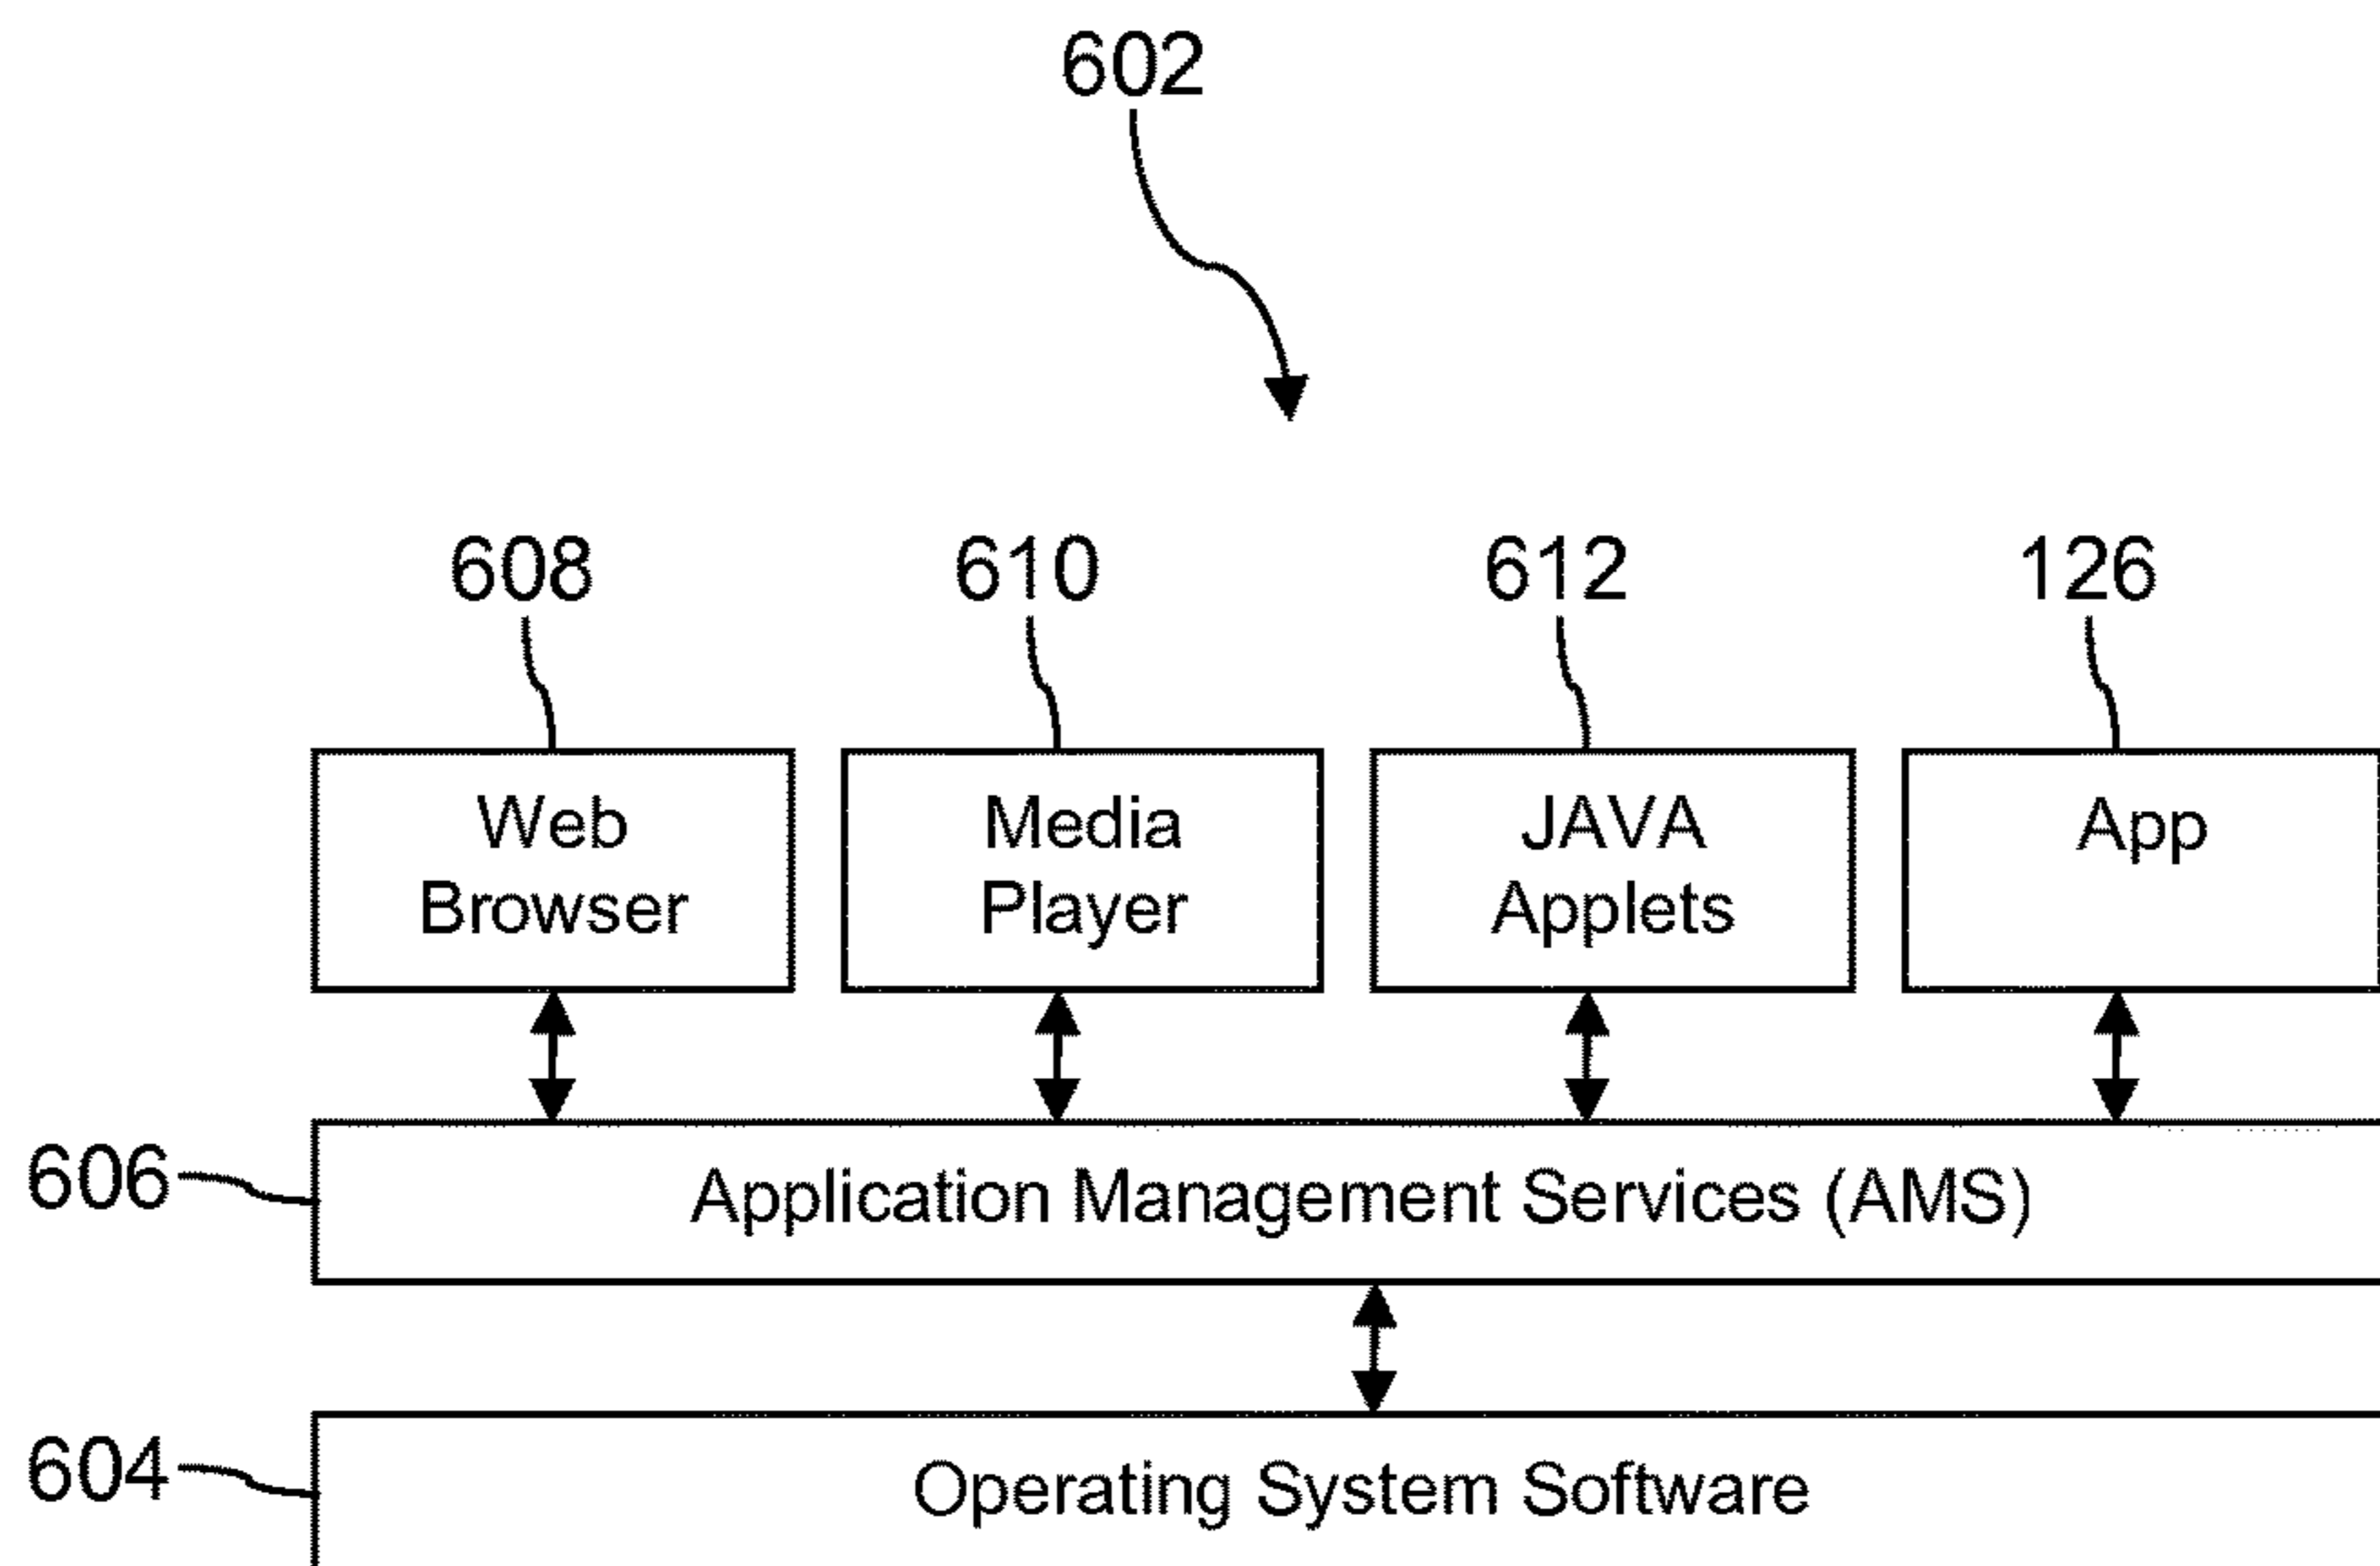 602
608
610
612
126
Web
Browser
Media
Player
JAVA
Applets
App
606
Application Management Services (AMS)
604
Operating System Software